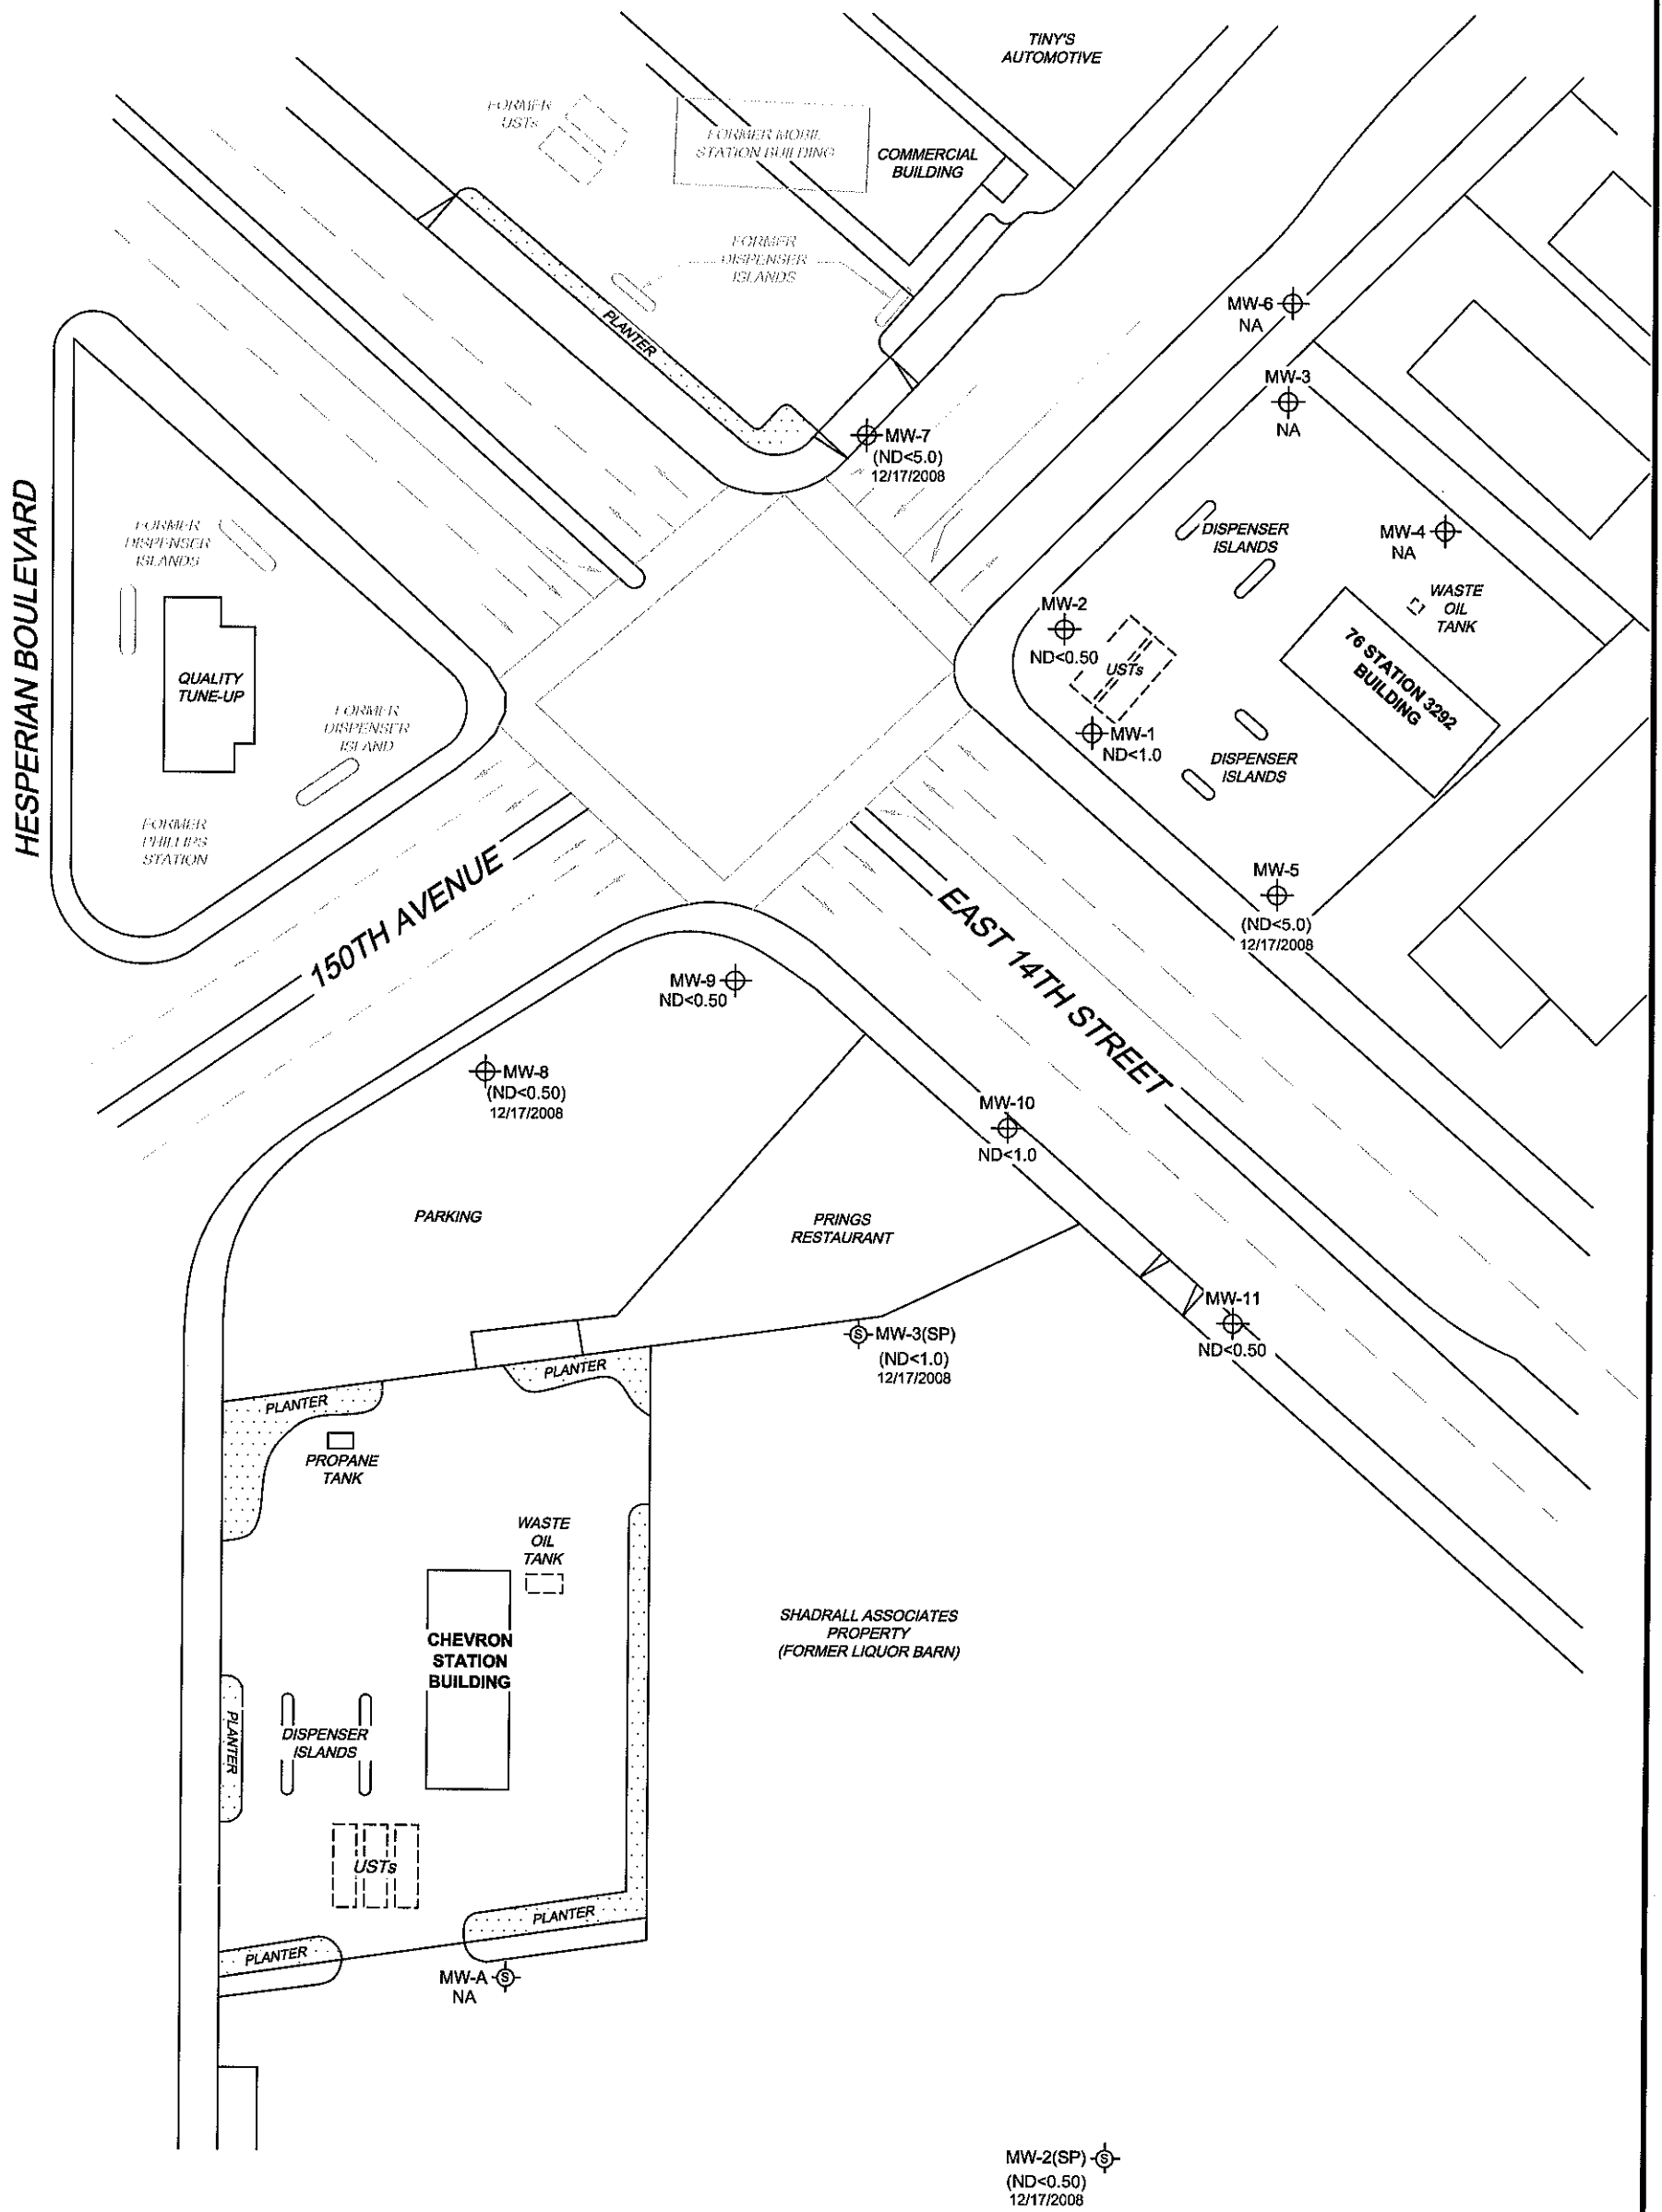 TINY'S
AUTOMOTIVE
FORMER
USTs
FORMER MOBIL
STATION BUILDING
COMMERCIAL
BUILDING
FORMER
DISPENSER
ISLANDS
PLANTER
MW-6
NA
MW-3
NA
MW-7
(ND<5.0)
12/17/2008
HESPERIAN BOULEVARD
FORMER
DISPENSER
ISLANDS
DISPENSER
ISLANDS
MW-4
NA
WASTE
OIL
TANK
MW-2
ND<0.50
USTs
76 STATION 3292
BUILDING
QUALITY
TUNE-UP
FORMER
DISPENSER
ISLAND
MW-1
ND<1.0
DISPENSER
ISLANDS
FORMER
PHILLIPS
STATION
150TH AVENUE
EAST 14TH STREET
MW-5
(ND<5.0)
12/17/2008
MW-9
ND<0.50
MW-8
(ND<0.50)
12/17/2008
MW-10
ND<1.0
PARKING
PRINGS
RESTAURANT
MW-11
ND<0.50
S
MW-3(SP)
(ND<1.0)
12/17/2008
PLANTER
PLANTER
PROPANE
TANK
WASTE
OIL
TANK
CHEVRON
STATION
BUILDING
SHADRALL ASSOCIATES
PROPERTY
(FORMER LIQUOR BARN)
PLANTER
DISPENSER
ISLANDS
USTs
PLANTER
PLANTER
MW-A
S
NA
MW-2(SP)
S
(ND<0.50)
12/17/2008